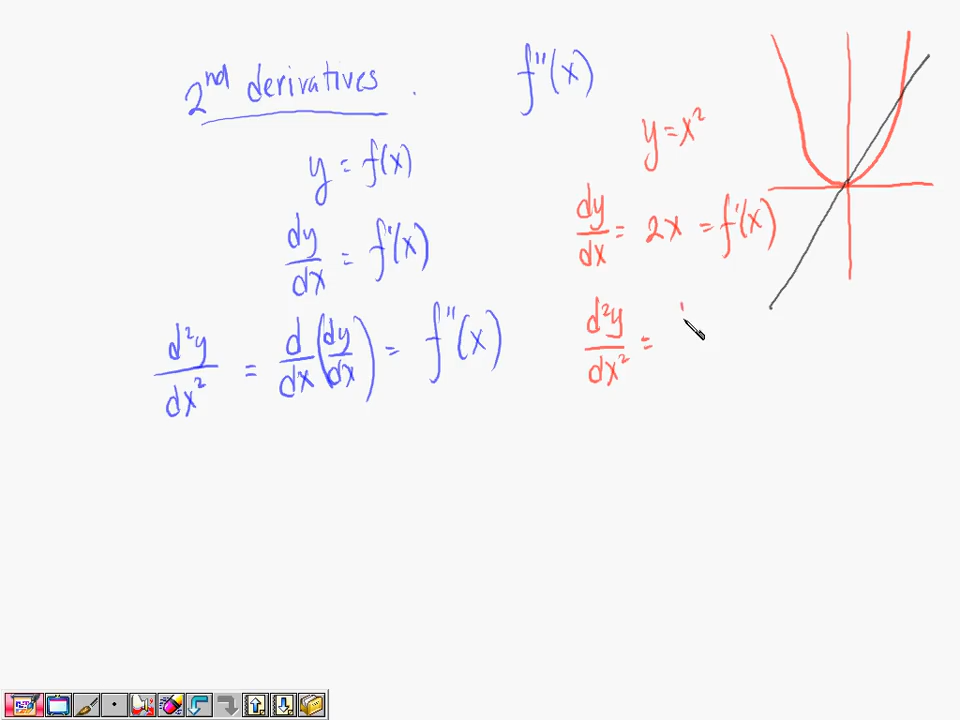 2nd derivatives . f''(x)
y = f(x)
dy/dx = f'(x)
d²y/dx² = d/dx (dy/dx) = f''(x)
y = x²
dy/dx = 2x = f'(x)
d²y/dx² =